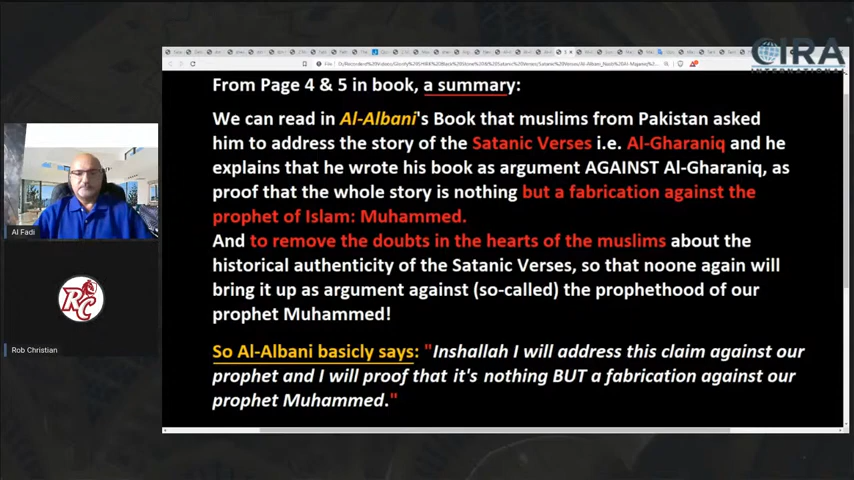 CIRA
INTERNATIONAL
From Page 4 & 5 in book, a summary:
We can read in Al-Albani's Book that muslims from Pakistan asked
him to address the story of the Satanic Verses i.e. Al-Gharaniq and he
explains that he wrote his book as argument AGAINST Al-Gharaniq, as
proof that the whole story is nothing but a fabrication against the
prophet of Islam: Muhammed.
And to remove the doubts in the hearts of the muslims about the
historical authenticity of the Satanic Verses, so that noone again will
bring it up as argument against (so-called) the prophethood of our
prophet Muhammed!
So Al-Albani basicly says: "Inshallah I will address this claim against our
prophet and I will proof that it's nothing BUT a fabrication against our
prophet Muhammed."
Al Fadi
RC
Rob Christian